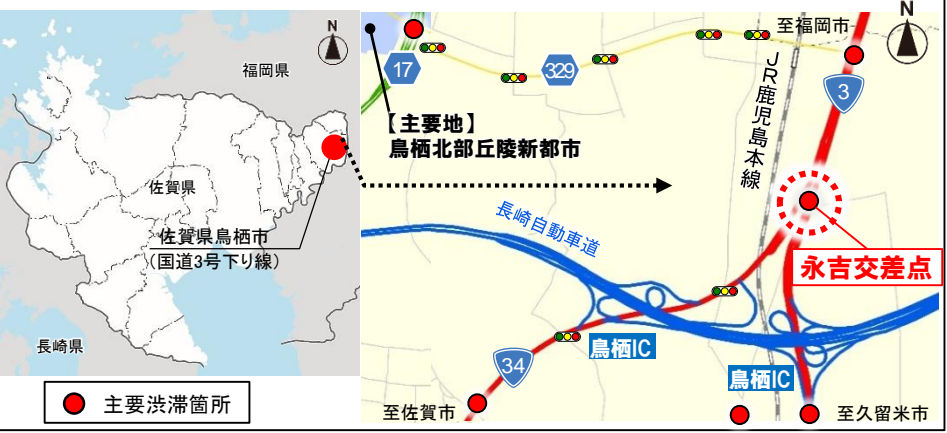 N
福岡県
佐賀県
佐賀県鳥栖市
(国道3号下り線)
長崎県
主要渋滞箇所
N
至福岡市
17
329
3
【主要地】
鳥栖北部丘陵新都市
JR鹿児島本線
長崎自動車道
永吉交差点
鳥栖IC
34
鳥栖IC
至佐賀市
至久留米市